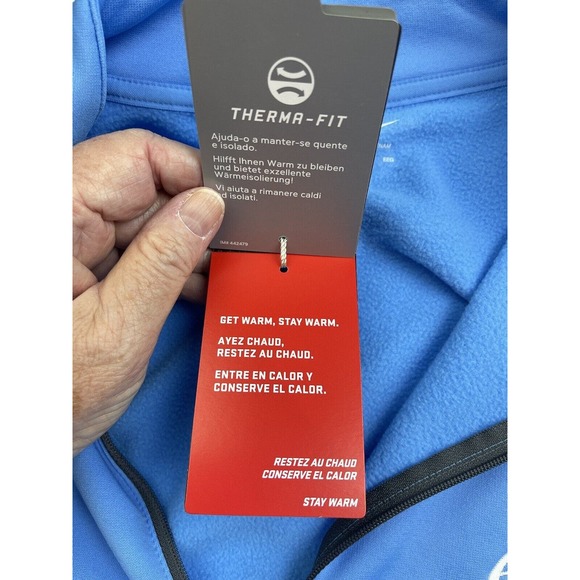 THERMA-FIT
Ajuda-o a manter-se quente
e isolado.
Hilfft Ihnen Warm zu bleiben
und bietet exzellente
Wärmeisolierung!
Vi aiuta a rimanere caldi
ed isolati.
GET WARM, STAY WARM.
AYEZ CHAUD,
RESTEZ AU CHAUD.
ENTRE EN CALOR Y
CONSERVE EL CALOR.
RESTEZ AU CHAUD
CONSERVE EL CALOR
STAY WARM